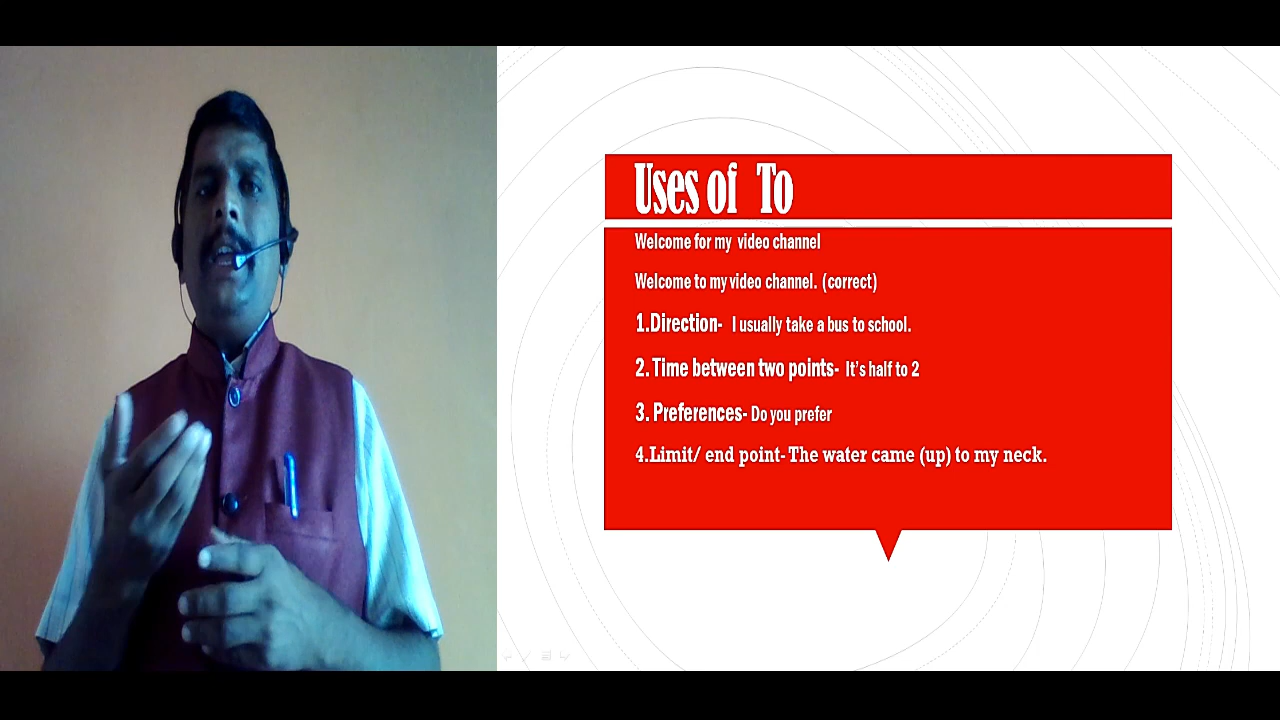 Uses of To
Welcome for my video channel
Welcome to my video channel. (correct)
1.Direction- I usually take a bus to school.
2. Time between two points- It's half to 2
3. Preferences- Do you prefer
4.Limit/ end point- The water came (up) to my neck.